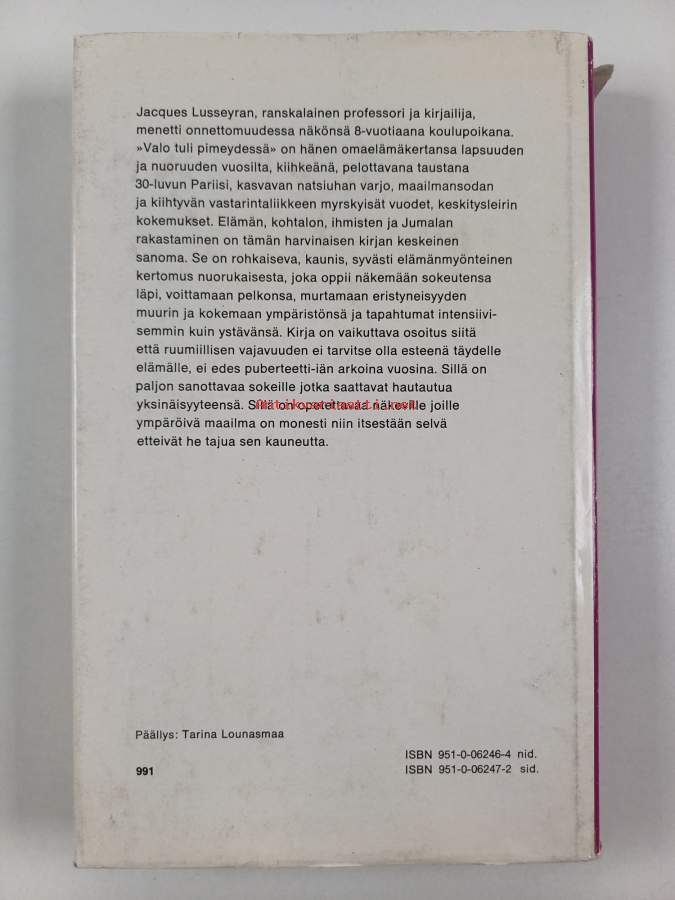 Jacques Lusseyran, ranskalainen professori ja kirjailija,
menetti onnettomuudessa näkönsä 8-vuotiaana koulupoikana.
»Valo tuli pimeydessä» on hänen omaelämäkertansa lapsuuden
ja nuoruuden vuosilta, kiihkeänä, pelottavana taustana
30-luvun Pariisi, kasvavan natsiuhan varjo, maailmansodan
ja kiihtyvän vastarintaliikkeen myrskyisät vuodet, keskitysleirin
kokemukset. Elämän, kohtalon, ihmisten ja Jumalan
rakastaminen on tämän harvinaisen kirjan keskeinen
sanoma. Se on rohkaiseva, kaunis, syvästi elämänmyönteinen
kertomus nuorukaisesta, joka oppii näkemään sokeutensa
läpi, voittamaan pelkonsa, murtamaan eristyneisyyden
muurin ja kokemaan ympäristönsä ja tapahtumat intensiivi-
semmin kuin ystävänsä. Kirja on vaikuttava osoitus siitä
että ruumiillisen vajavuuden ei tarvitse olla esteenä täydelle
elämälle, ei edes puberteetti-iän arkoina vuosina. Sillä on
paljon sanottavaa sokeille jotka saattavat hautautua
yksinäisyyteensä. Sillä on opetettavaa näkeville joille
Antikvariaatti.net
ympäröivä maailma on monesti niin itsestään selvä
etteivät he tajua sen kauneutta.
Päällys: Tarina Lounasmaa
ISBN 951-0-06246-4 nid.
991
ISBN 951-0-06247-2 sid.